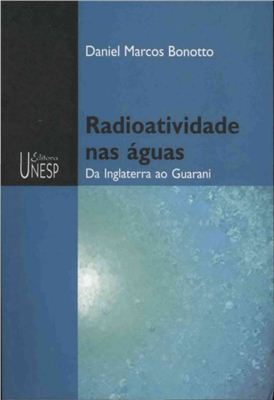 Daniel Marcos Bonotto
Radioatividade
nas águas
Da Inglaterra ao Guarani
Editora
UNESP